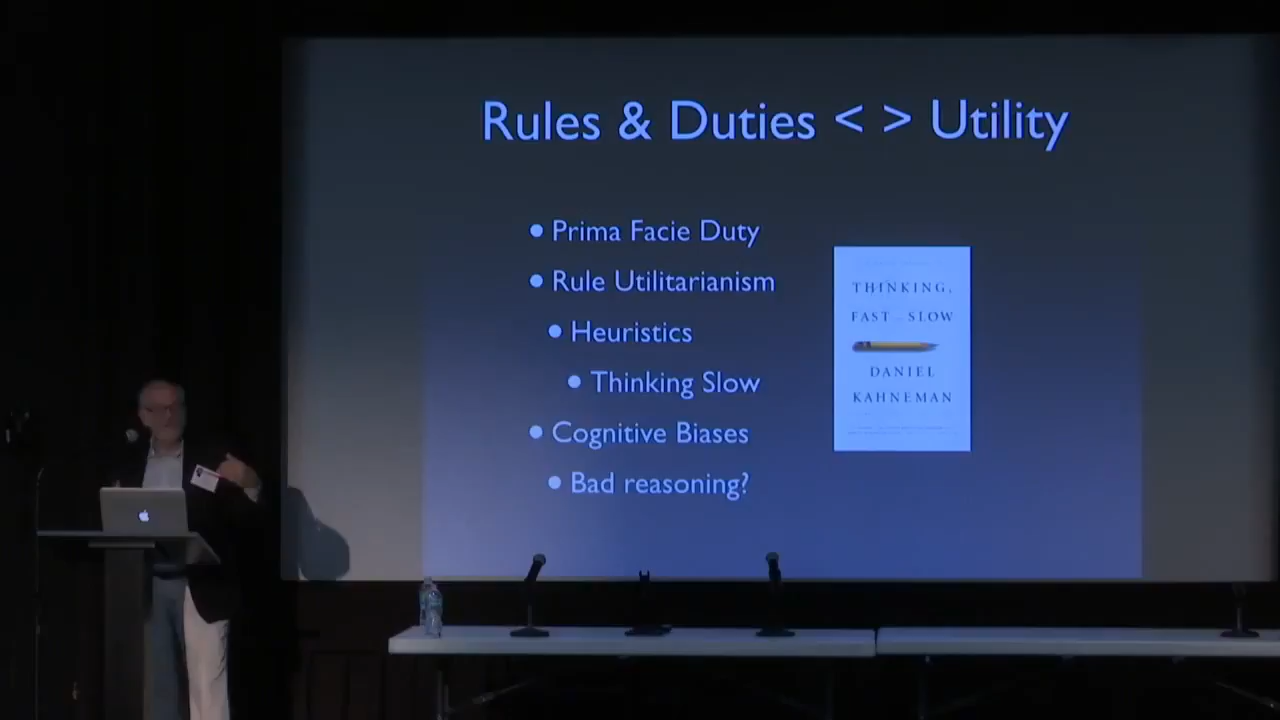 Rules & Duties < > Utility
• Prima Facie Duty
• Rule Utilitarianism
• Heuristics
• Thinking Slow
• Cognitive Biases
• Bad reasoning?
THINKING,
FAST SLOW
DANIEL
KAHNEMAN